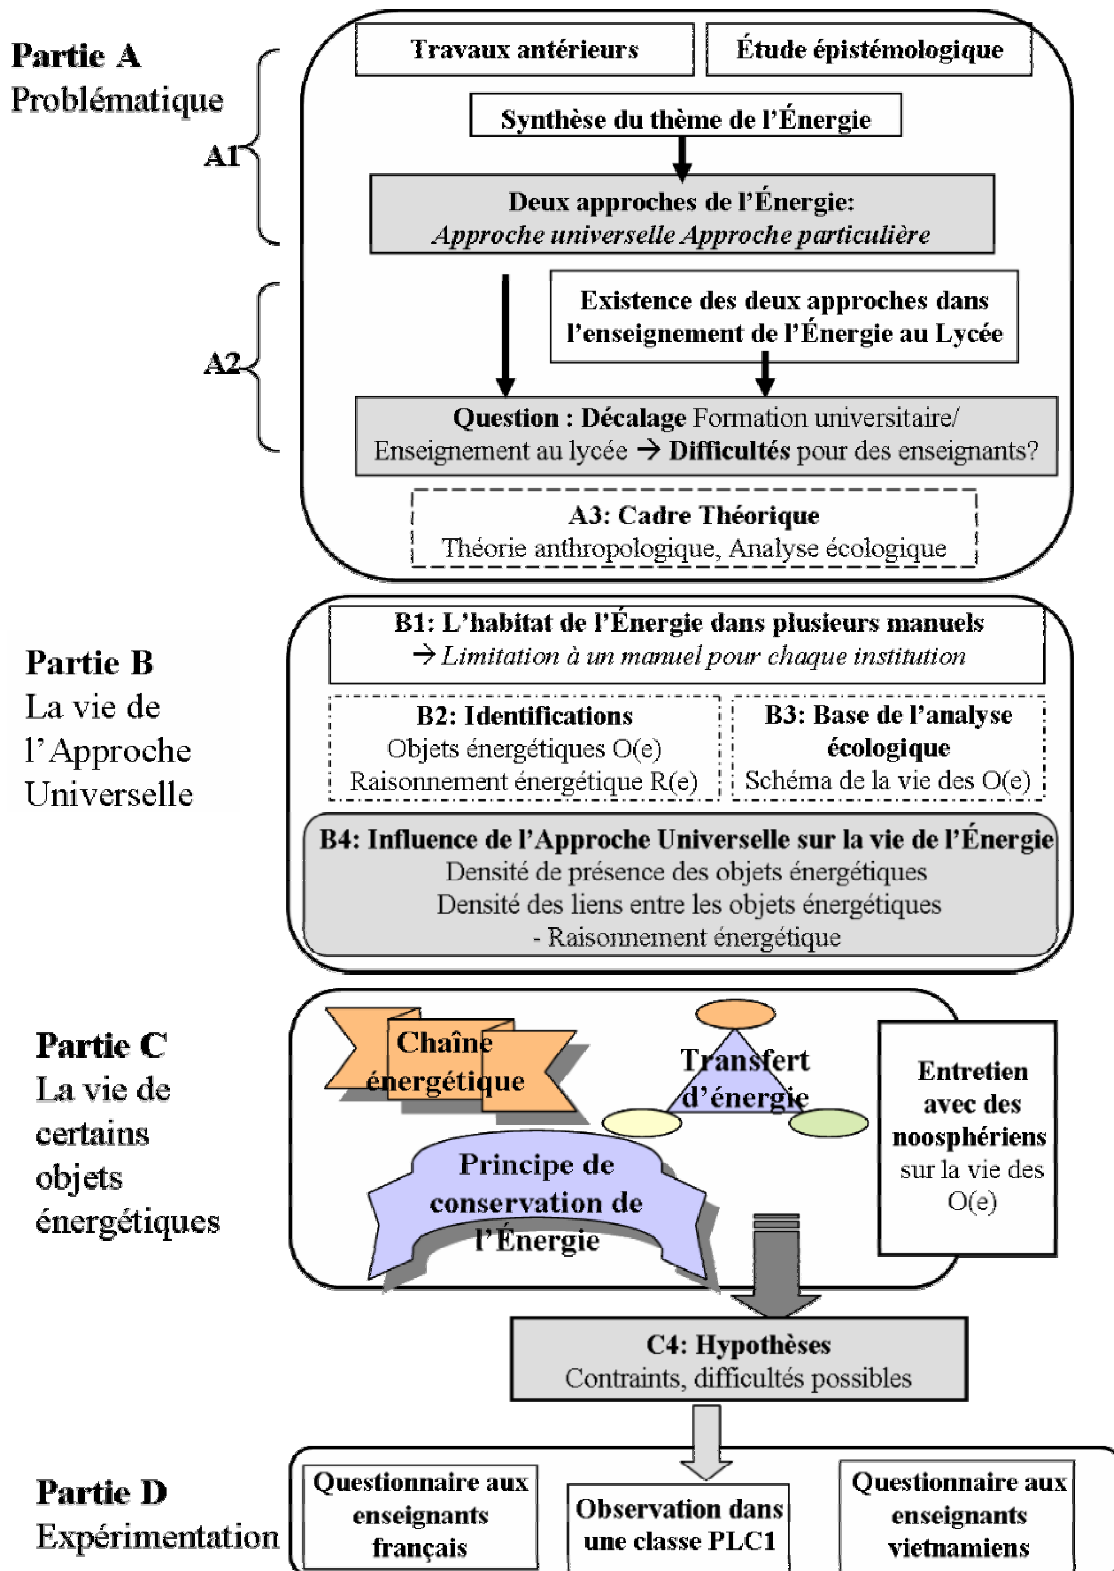 Partie A
Problématique
Travaux antérieurs
Étude épistémologique
Synthèse du thème de l'Énergie
A1
Deux approches de l'Énergie:
Approche universelle Approche particulière
Existence des deux approches dans
l'enseignement de l'Énergie au Lycée
A2
Question : Décalage Formation universitaire/
Enseignement au lycée → Difficultés pour des enseignants?
A3: Cadre Théorique
Théorie anthropologique, Analyse écologique
Partie B
La vie de
l'Approche
Universelle
B1: L'habitat de l'Énergie dans plusieurs manuels
→ Limitation à un manuel pour chaque institution
B2: Identifications
Objets énergétiques O(e)
Raisonnement énergétique R(e)
B3: Base de l'analyse
écologique
Schéma de la vie des O(e)
B4: Influence de l'Approche Universelle sur la vie de l'Énergie
Densité de présence des objets énergétiques
Densité des liens entre les objets énergétiques
- Raisonnement énergétique
Partie C
La vie de
certains
objets
énergétiques
Chaîne
énergétique
Transfert
d'énergie
Principe de
conservation de
l'Énergie
Entretien
avec des
noosphériens
sur la vie des
O(e)
C4: Hypothèses
Contraints, difficultés possibles
Partie D
Expérimentation
Questionnaire aux
enseignants
français
Observation dans
une classe PLC1
Questionnaire aux
enseignants
vietnamiens